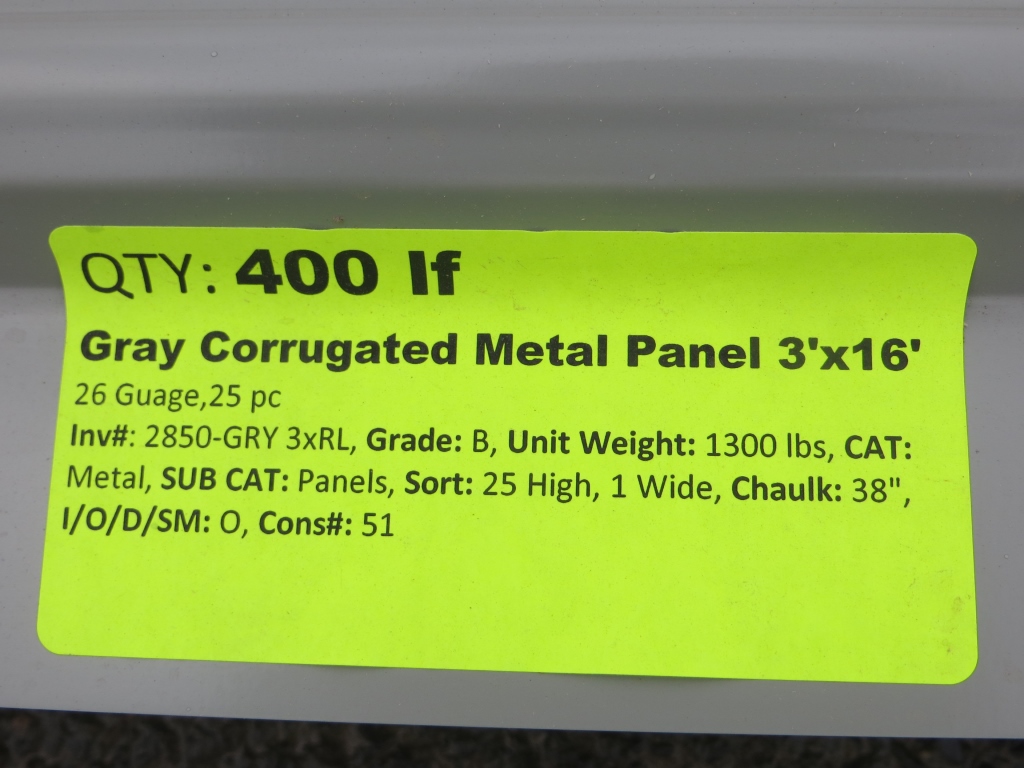 QTY: 400 lf
Gray Corrugated Metal Panel 3'x16'
26 Guage,25 pc
Inv#: 2850-GRY 3xRL, Grade: B, Unit Weight: 1300 lbs, CAT:
Metal, SUB CAT: Panels, Sort: 25 High, 1 Wide, Chaulk: 38",
I/O/D/SM: O, Cons#: 51